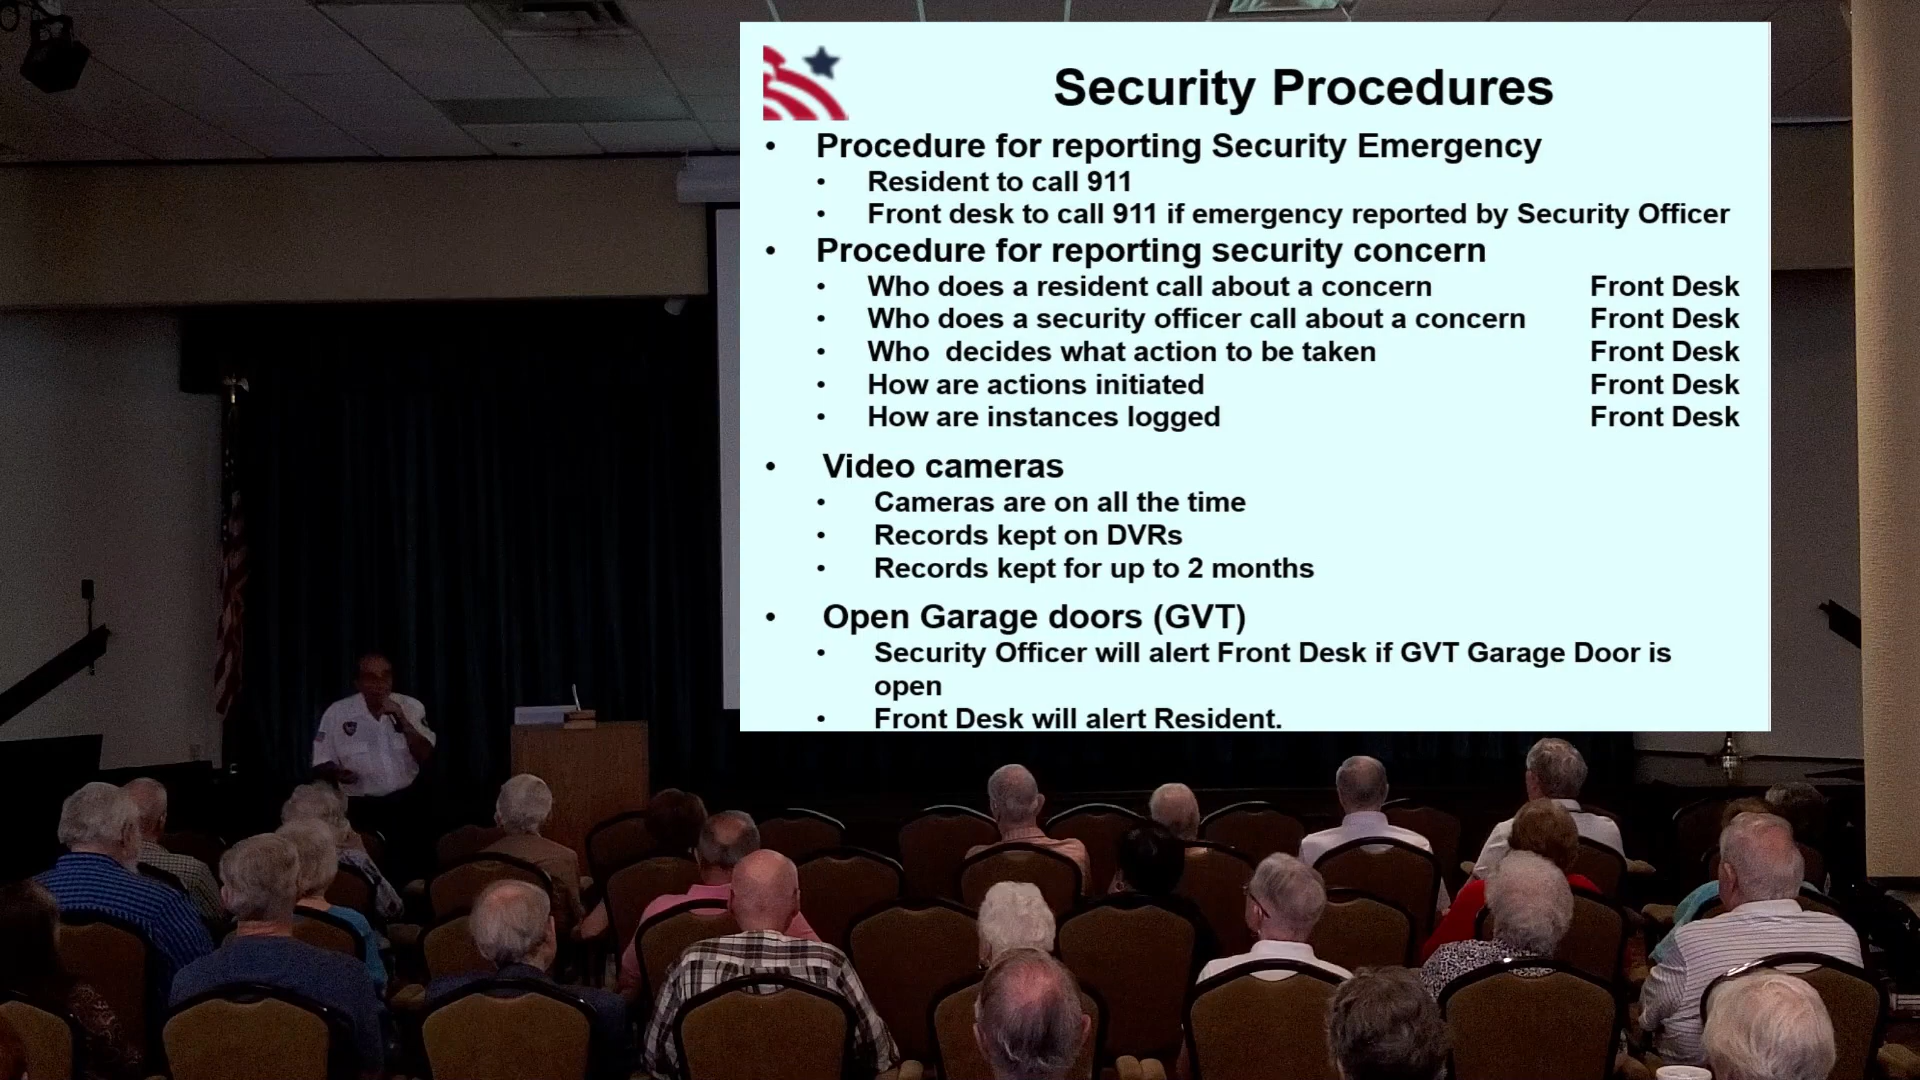 Security Procedures
• Procedure for reporting Security Emergency
• Resident to call 911
• Front desk to call 911 if emergency reported by Security Officer
• Procedure for reporting security concern
• Who does a resident call about a concern Front Desk
• Who does a security officer call about a concern Front Desk
• Who decides what action to be taken Front Desk
• How are actions initiated Front Desk
• How are instances logged Front Desk
• Video cameras
• Cameras are on all the time
• Records kept on DVRs
• Records kept for up to 2 months
• Open Garage doors (GVT)
• Security Officer will alert Front Desk if GVT Garage Door is
open
• Front Desk will alert Resident.